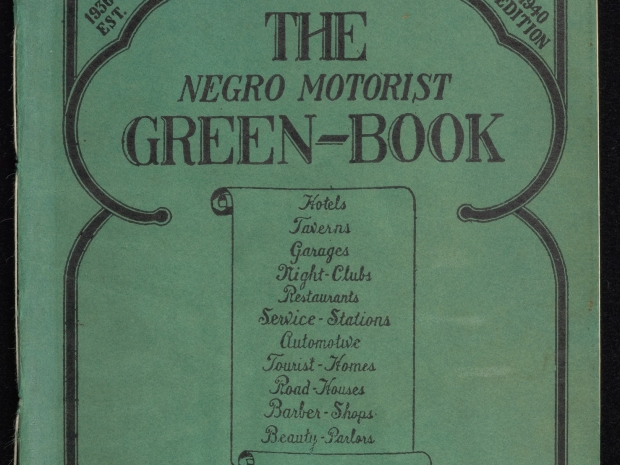 1936
EST.
1940
EDITION
THE
NEGRO MOTORIST
GREEN-BOOK
Hotels
Taverns
Garages
Night-Clubs
Restaurants
Service-Stations
Automotive
Tourist-Homes
Road-Houses
Barber-Shops
Beauty-Parlors